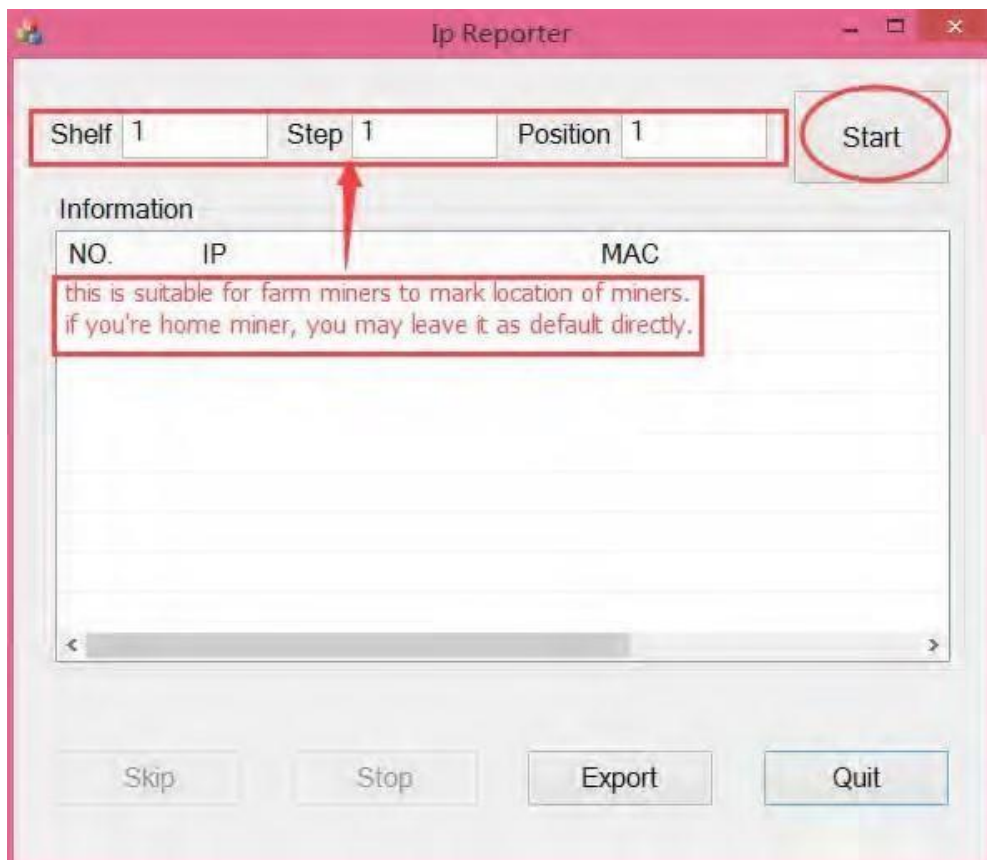 Ip Reporter
Shelf 1 Step 1 Position 1 Start
Information
NO. IP MAC
this is suitable for farm miners to mark location of miners.
if you're home miner, you may leave it as default directly.
Skip Stop Export Quit